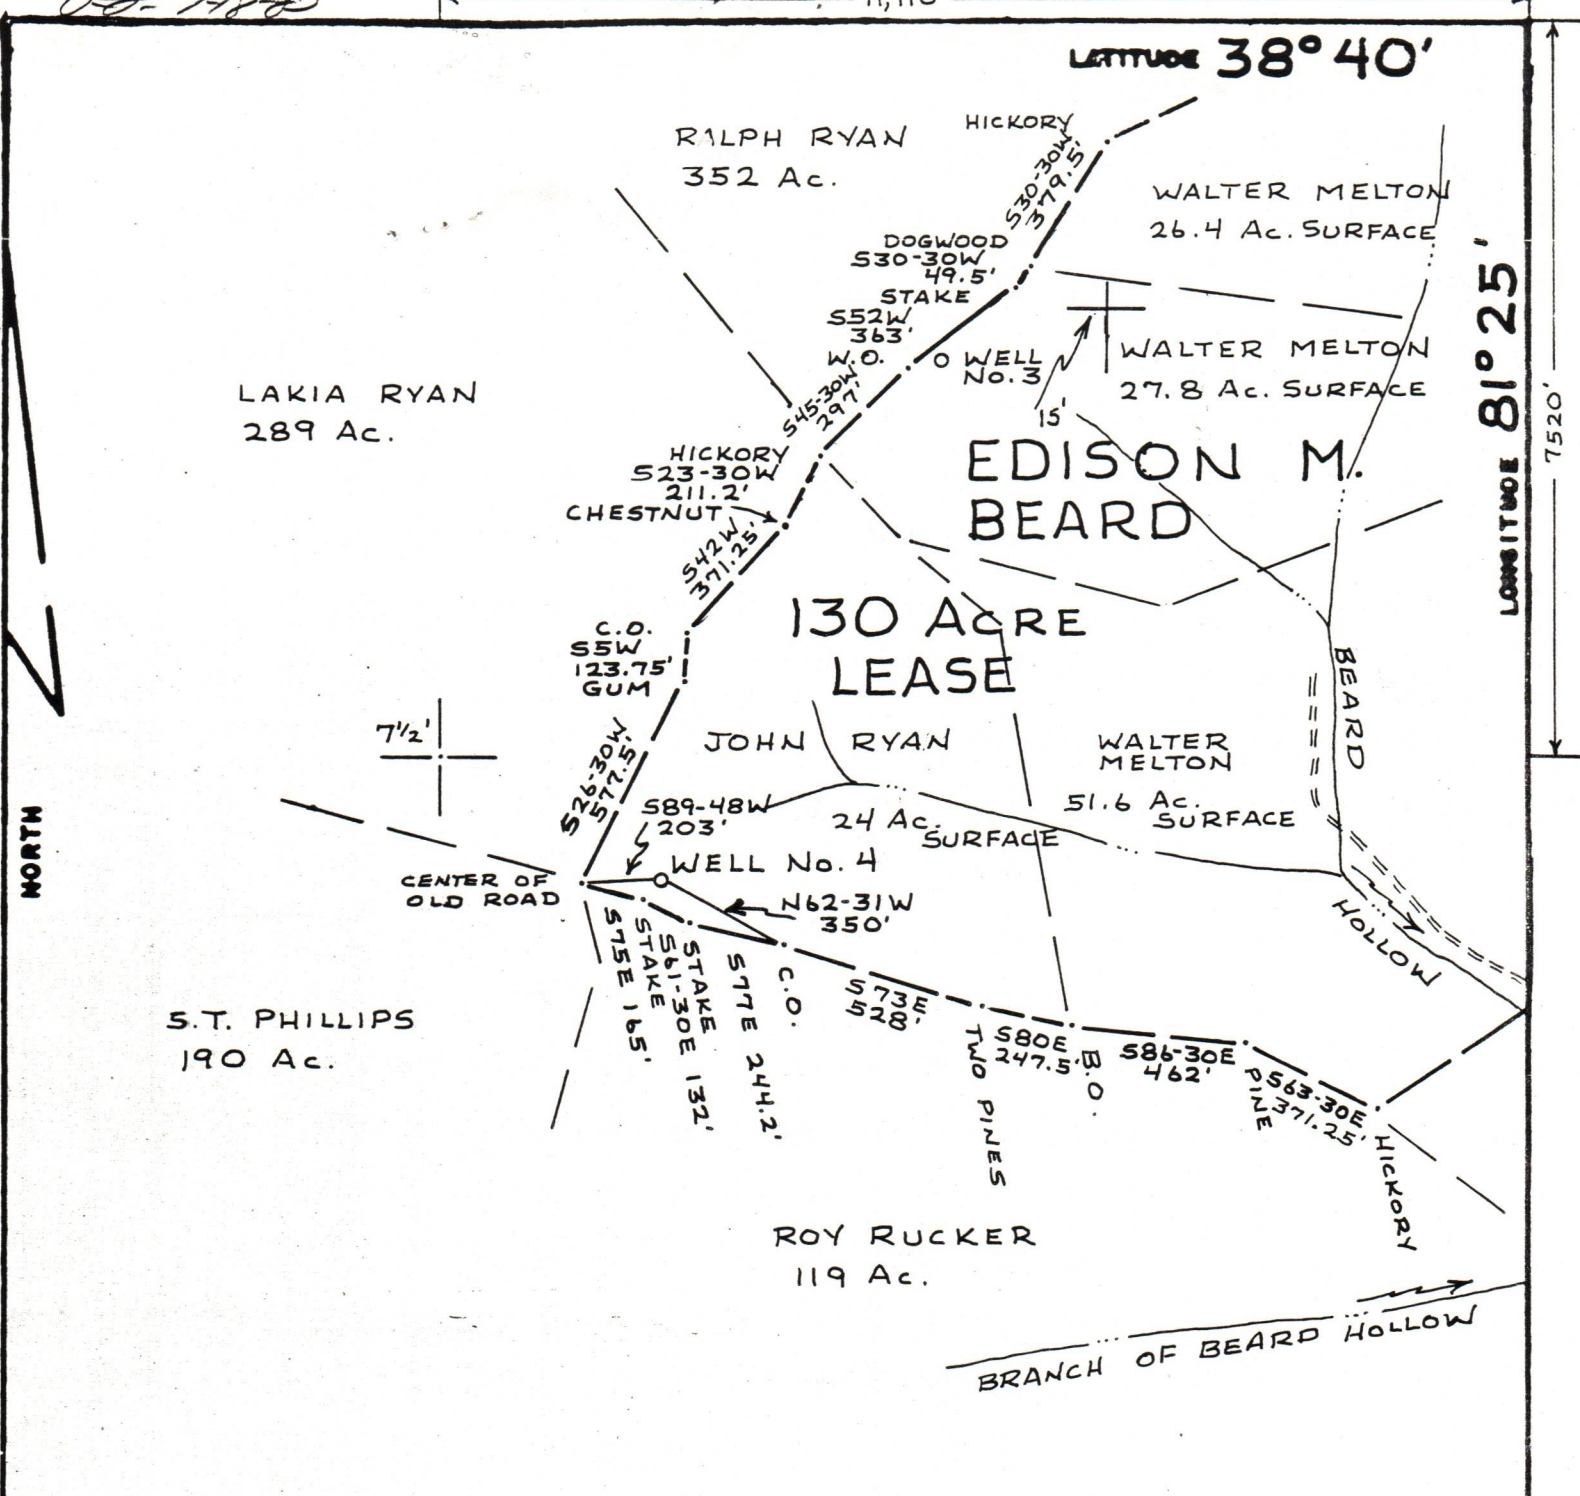 LATITUDE 38° 40'
HICKORY
S30-30W
379.5'
RALPH RYAN
352 Ac.
WALTER MELTON
26.4 Ac. SURFACE
DOGWOOD
S30-30W
49.5'
STAKE
S52W
363'
W.O.
WELL
No. 3
15'
WALTER MELTON
27.8 Ac. SURFACE
LONGITUDE 81° 25'
7520'
LAKIA RYAN
289 Ac.
S45-30W
297'
HICKORY
S23-30W
211.2'
CHESTNUT
EDISON M.
BEARD
S42W
371.25'
130 ACRE
LEASE
C.O.
S5W
123.75'
GUM
BEARD
HOLLOW
7½'
JOHN RYAN
24 Ac.
SURFACE
WALTER
MELTON
51.6 Ac.
SURFACE
S26-30W
577.5'
S89-48W
203'
NORTH
WELL No. 4
CENTER OF
OLD ROAD
N62-31W
350'
S75E 165'
STAKE
S61-30E 132'
STAKE
S77E 244.2'
C.O.
S73E
528'
TWO PINES
S80E
247.5'
B.O.
S86-30E
462'
PINE
S63-30E
371.25'
HICKORY
S.T. PHILLIPS
190 Ac.
ROY RUCKER
119 Ac.
BRANCH OF BEARD HOLLOW